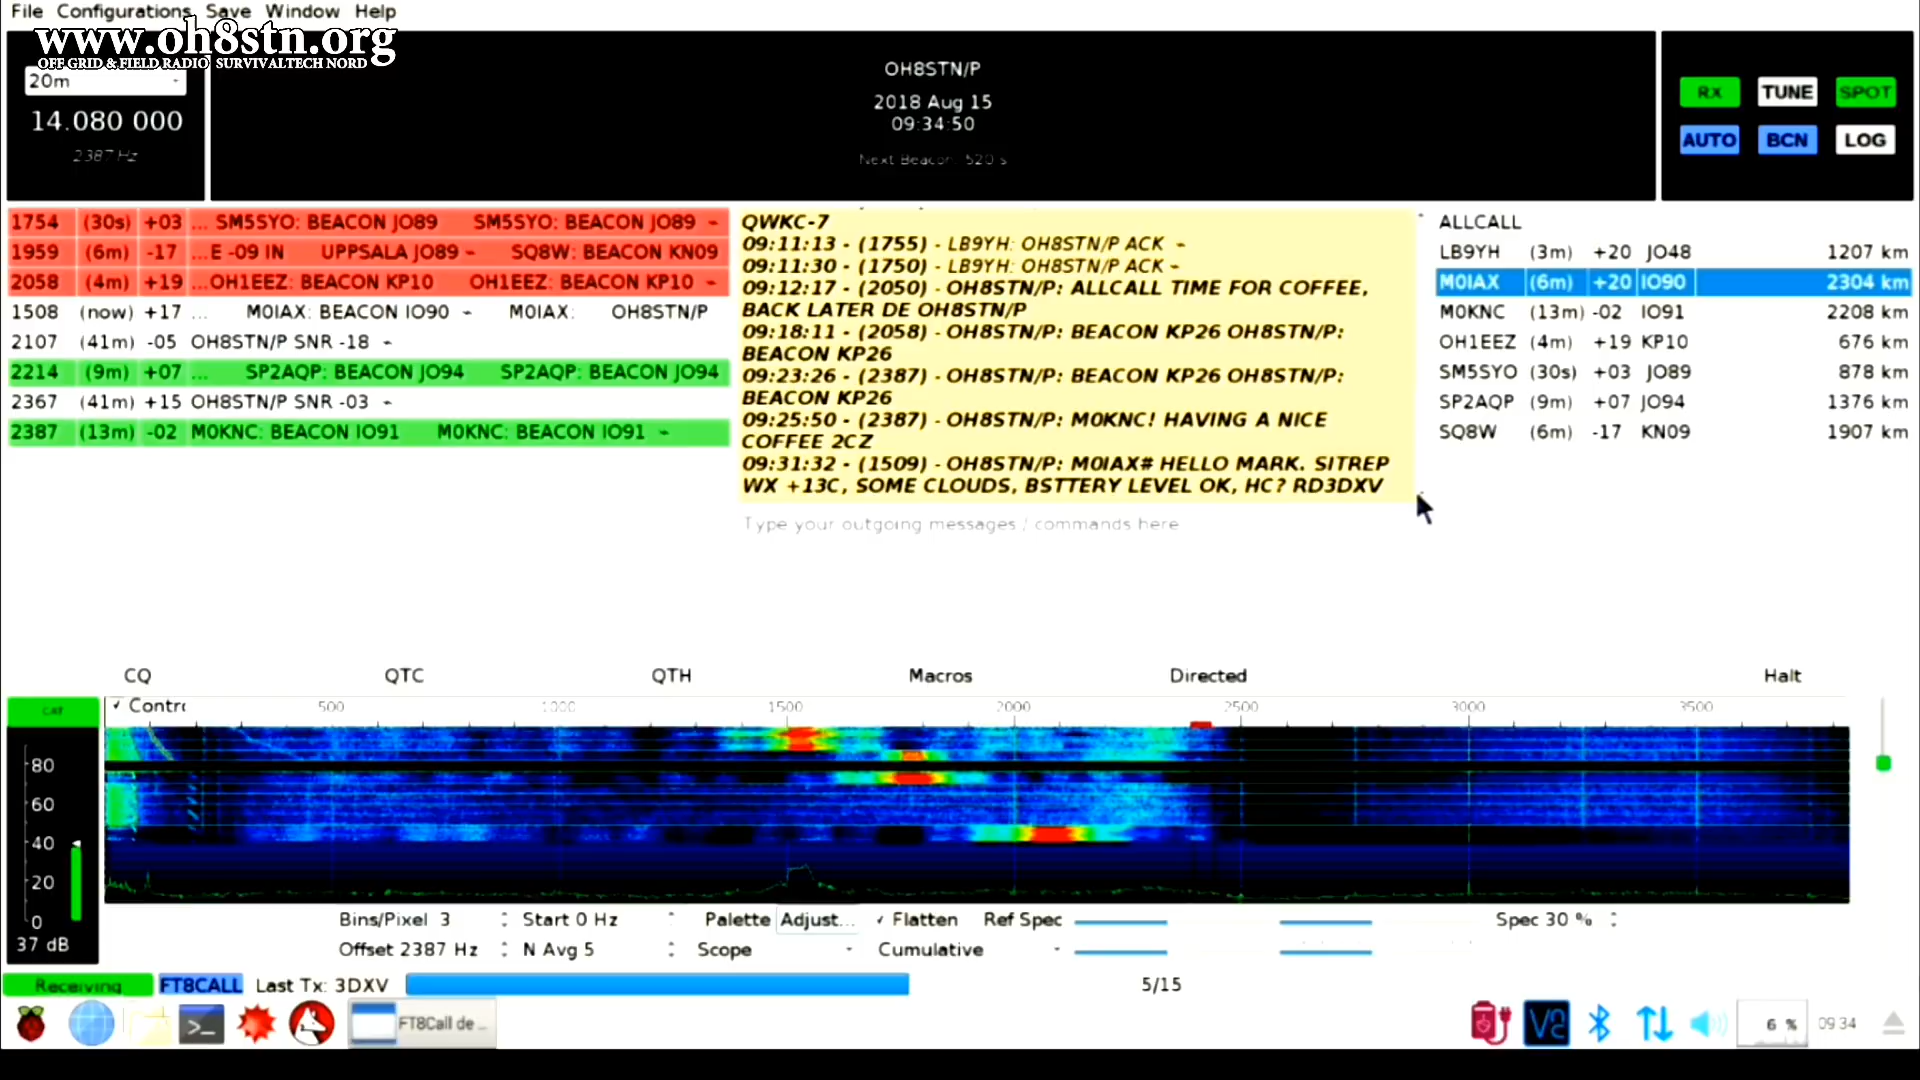 File Configurations Save Window Help
www.oh8stn.org
OFF GRID & FIELD RADIO SURVIVALTECH NORD
20m
14.080 000
2387 Hz
OH8STN/P
2018 Aug 15
09:34:50
Next Beacon: 520 s
RX TUNE SPOT
AUTO BCN LOG
1754 (30s) +03 ... SM5SYO: BEACON JO89 SM5SYO: BEACON JO89 ~
1959 (6m) -17 ...E -09 IN UPPSALA JO89 ~ SQ8W: BEACON KN09
2058 (4m) +19 ...OH1EEZ: BEACON KP10 OH1EEZ: BEACON KP10 ~
1508 (now) +17 ... M0IAX: BEACON IO90 ~ M0IAX: OH8STN/P
2107 (41m) -05 OH8STN/P SNR -18 ~
2214 (9m) +07 ... SP2AQP: BEACON JO94 SP2AQP: BEACON JO94
2367 (41m) +15 OH8STN/P SNR -03 ~
2387 (13m) -02 M0KNC: BEACON IO91 M0KNC: BEACON IO91 ~
QWKC-7
09:11:13 - (1755) - LB9YH: OH8STN/P ACK ~
09:11:30 - (1750) - LB9YH: OH8STN/P ACK ~
09:12:17 - (2050) - OH8STN/P: ALLCALL TIME FOR COFFEE,
BACK LATER DE OH8STN/P
09:18:11 - (2058) - OH8STN/P: BEACON KP26 OH8STN/P:
BEACON KP26
09:23:26 - (2387) - OH8STN/P: BEACON KP26 OH8STN/P:
BEACON KP26
09:25:50 - (2387) - OH8STN/P: M0KNC! HAVING A NICE
COFFEE 2CZ
09:31:32 - (1509) - OH8STN/P: M0IAX# HELLO MARK. SITREP
WX +13C, SOME CLOUDS, BSTTERY LEVEL OK, HC? RD3DXV
Type your outgoing messages / commands here
ALLCALL
LB9YH (3m) +20 JO48 1207 km
M0IAX (6m) +20 IO90 2304 km
M0KNC (13m) -02 IO91 2208 km
OH1EEZ (4m) +19 KP10 676 km
SM5SYO (30s) +03 JO89 878 km
SP2AQP (9m) +07 JO94 1376 km
SQ8W (6m) -17 KN09 1907 km
CQ QTC QTH Macros Directed Halt
CAT
✓ Contro
500 1000 1500 2000 2500 3000 3500
80
60
40
20
0
37 dB
Bins/Pixel 3 Start 0 Hz Palette Adjust... ✓ Flatten Ref Spec Spec 30 %
Offset 2387 Hz N Avg 5 Scope Cumulative
Receiving FT8CALL Last Tx: 3DXV 5/15
>_ FT8Call de ... V2 6 % 09 34